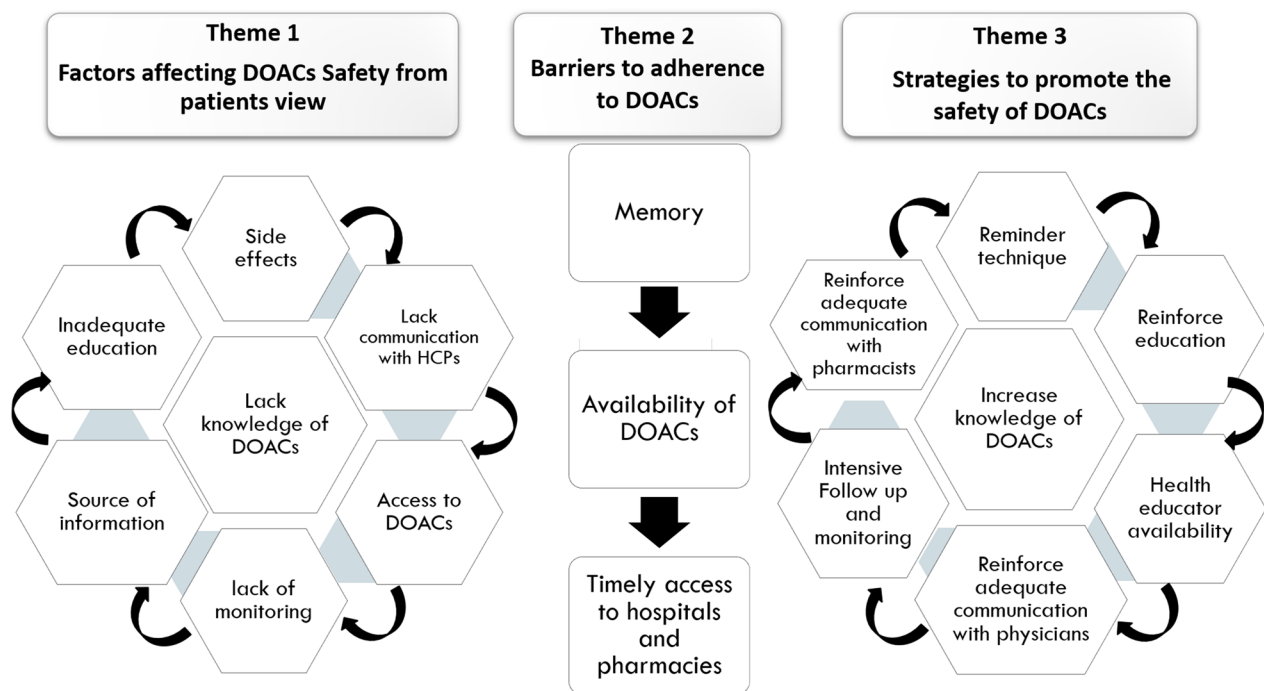 Theme 1
Factors affecting DOACs Safety from
patients view
Side
effects
Lack
communication
with HCPs
Access to
DOACs
lack of
monitoring
Source of
information
Inadequate
education
Lack
knowledge of
DOACs
Theme 2
Barriers to adherence
to DOACs
Memory
Availability of
DOACs
Timely access
to hospitals
and
pharmacies
Theme 3
Strategies to promote the
safety of DOACs
Reminder
technique
Reinforce
education
Health
educator
availability
Reinforce
adequate
communication
with physicians
Intensive
Follow up
and
monitoring
Reinforce
adequate
communication
with
pharmacists
Increase
knowledge of
DOACs